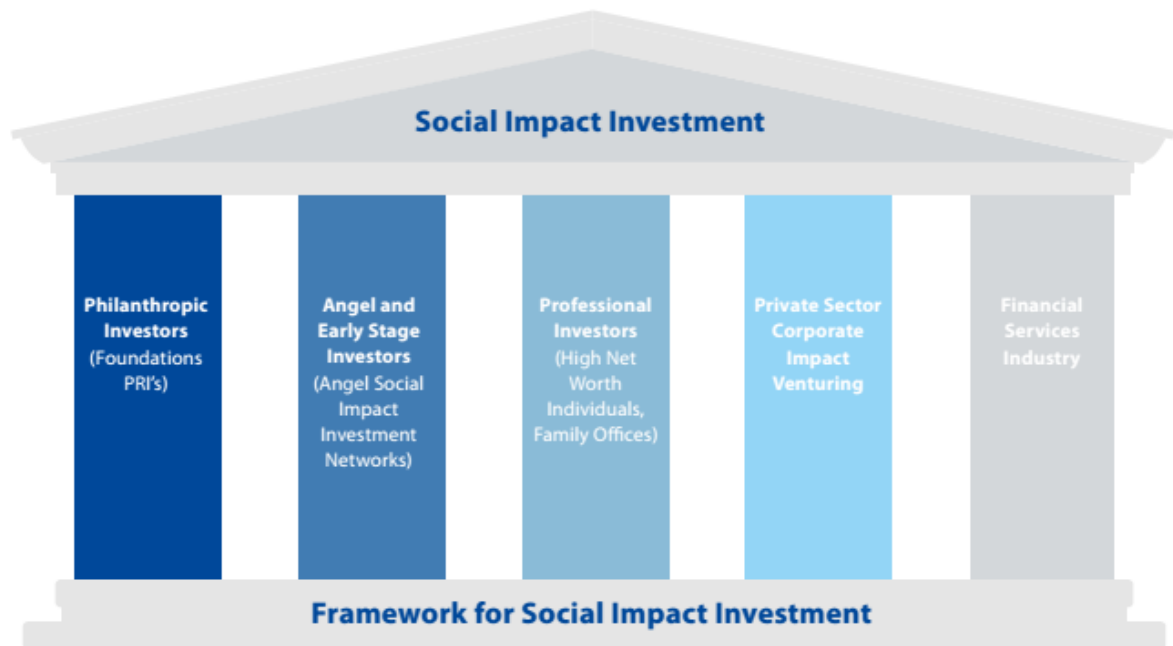 Social Impact Investment
Philanthropic
Investors
(Foundations
PRI's)
Angel and
Early Stage
Investors
(Angel Social
Impact
Investment
Networks)
Professional
Investors
(High Net
Worth
Individuals,
Family Offices)
Private Sector
Corporate
Impact
Venturing
Financial
Services
Industry
Framework for Social Impact Investment